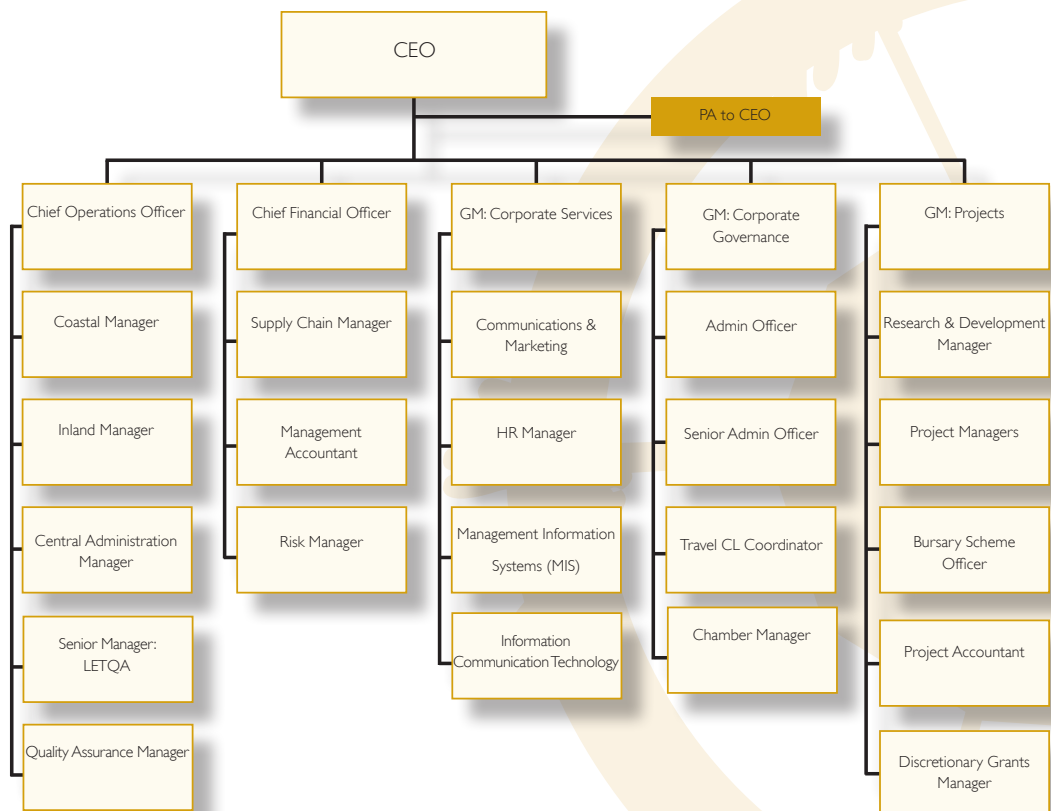 CEO
PA to CEO
Chief Operations Officer
Coastal Manager
Inland Manager
Central Administration
Manager
Senior Manager:
LETQA
Quality Assurance Manager
Chief Financial Officer
Supply Chain Manager
Management
Accountant
Risk Manager
GM: Corporate Services
Communications &
Marketing
HR Manager
Management Information
Systems (MIS)
Information
Communication Technology
GM: Corporate
Governance
Admin Officer
Senior Admin Officer
Travel CL Coordinator
Chamber Manager
GM: Projects
Research & Development
Manager
Project Managers
Bursary Scheme
Officer
Project Accountant
Discretionary Grants
Manager